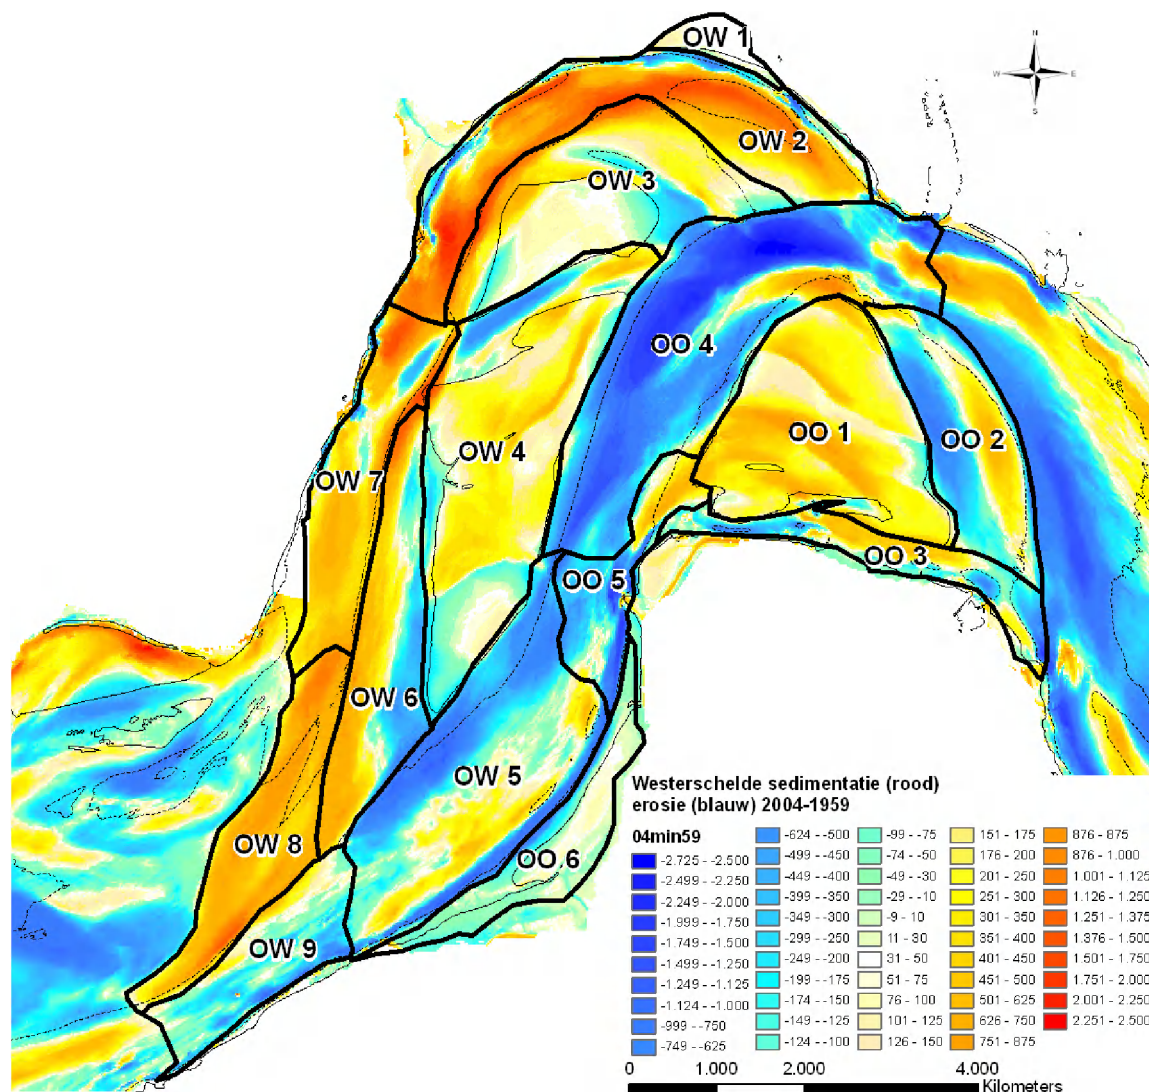 OW 1
N
W
E
S
OW 2
OW 3
OO 4
OO 1
OO 2
OW 4
OW 7
OO 3
OO 5
OW 6
OW 5
OW 8
OO 6
OW 9
Westerschelde sedimentatie (rood)
erosie (blauw) 2004-1959
04min59
-2.725 - -2.500
-2.499 - -2.250
-2.249 - -2.000
-1.999 - -1.750
-1.749 - -1.500
-1.499 - -1.250
-1.249 - -1.125
-1.124 - -1.000
-999 - -750
-749 - -625
-624 - -500
-499 - -450
-449 - -400
-399 - -350
-349 - -300
-299 - -250
-249 - -200
-199 - -175
-174 - -150
-149 - -125
-124 - -100
-99 - -75
-74 - -50
-49 - -30
-29 - -10
-9 - 10
11 - 30
31 - 50
51 - 75
76 - 100
101 - 125
126 - 150
151 - 175
176 - 200
201 - 250
251 - 300
301 - 350
351 - 400
401 - 450
451 - 500
501 - 625
626 - 750
751 - 875
876 - 875
876 - 1.000
1.001 - 1.125
1.126 - 1.250
1.251 - 1.375
1.376 - 1.500
1.501 - 1.750
1.751 - 2.000
2.001 - 2.250
2.251 - 2.500
0 1.000 2.000 4.000
Kilometers